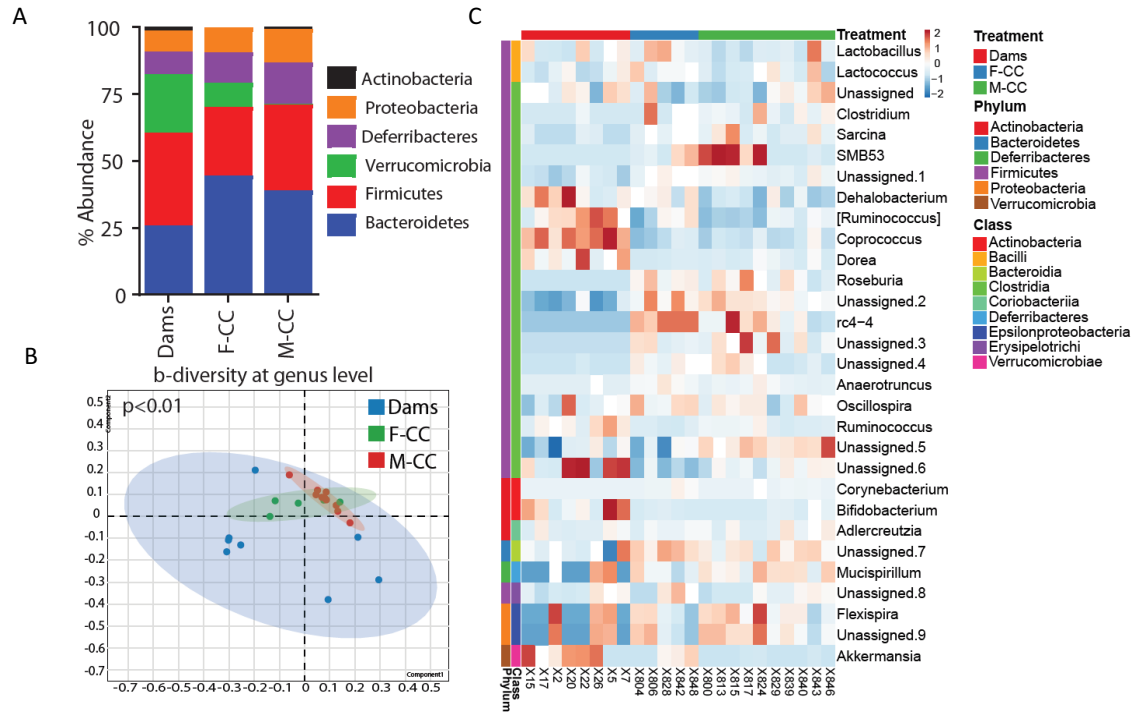 A
100
75
50
25
0
% Abundance
Dams
F-CC
M-CC
Actinobacteria
Proteobacteria
Deferribacteres
Verrucomicrobia
Firmicutes
Bacteroidetes
B
b-diversity at genus level
p<0.01
Component2
Dams
F-CC
M-CC
0.5
0.4
0.3
0.2
0.1
0
-0.1
-0.2
-0.3
-0.4
-0.5
-0.6
-0.7
Component1
-0.7 -0.6 -0.5 -0.4 -0.3 -0.2 -0.1 0 0.1 0.2 0.3 0.4 0.5
C
Treatment
Lactobacillus
Lactococcus
Unassigned
Clostridium
Sarcina
SMB53
Unassigned.1
Dehalobacterium
[Ruminococcus]
Coprococcus
Dorea
Roseburia
Unassigned.2
rc4-4
Unassigned.3
Unassigned.4
Anaerotruncus
Oscillospira
Ruminococcus
Unassigned.5
Unassigned.6
Corynebacterium
Bifidobacterium
Adlercreutzia
Unassigned.7
Mucispirillum
Unassigned.8
Flexispira
Unassigned.9
Akkermansia
Phylum
Class
X15
X17
X2
X20
X22
X26
X5
X7
X804
X806
X828
X842
X848
X800
X813
X815
X817
X824
X829
X839
X840
X843
X846
2
1
0
-1
-2
Treatment
Dams
F-CC
M-CC
Phylum
Actinobacteria
Bacteroidetes
Deferribacteres
Firmicutes
Proteobacteria
Verrucomicrobia
Class
Actinobacteria
Bacilli
Bacteroidia
Clostridia
Coriobacteriia
Deferribacteres
Epsilonproteobacteria
Erysipelotrichi
Verrucomicrobiae